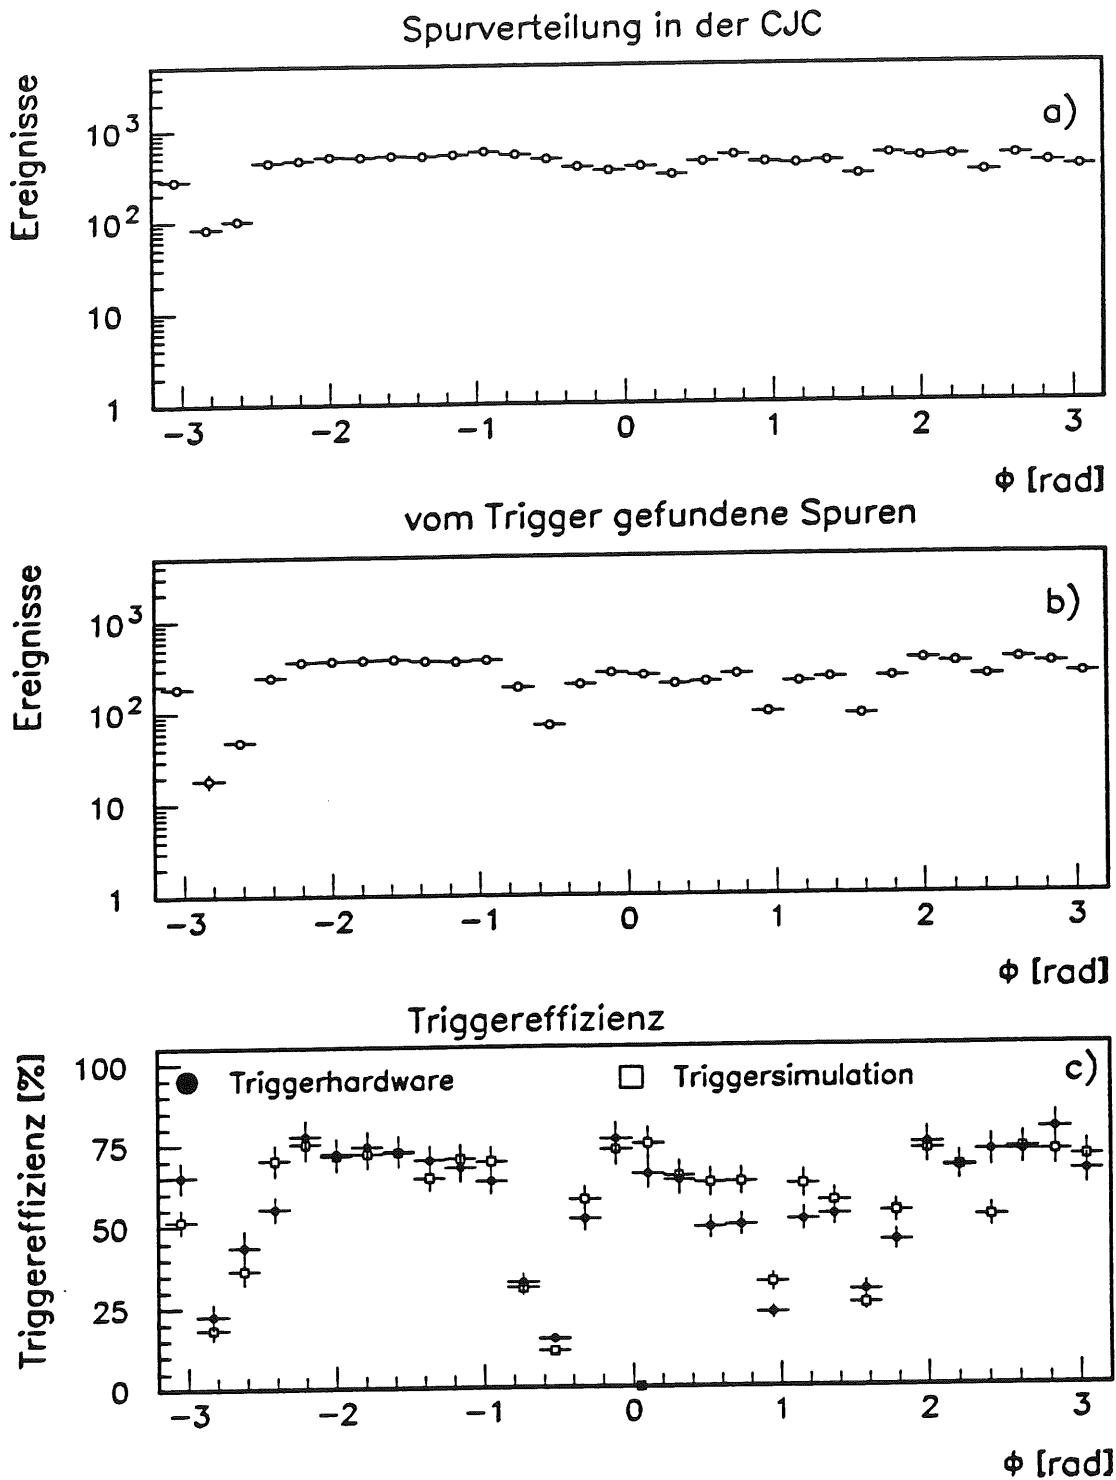 Spurverteilung in der CJC
Ereignisse
a)
10³
10²
10
1
−3 −2 −1 0 1 2 3
ϕ [rad]
vom Trigger gefundene Spuren
Ereignisse
b)
10³
10²
10
1
−3 −2 −1 0 1 2 3
ϕ [rad]
Triggereffizienz
Triggereffizienz [%]
c)
● Triggerhardware □ Triggersimulation
100
75
50
25
0
−3 −2 −1 0 1 2 3
ϕ [rad]